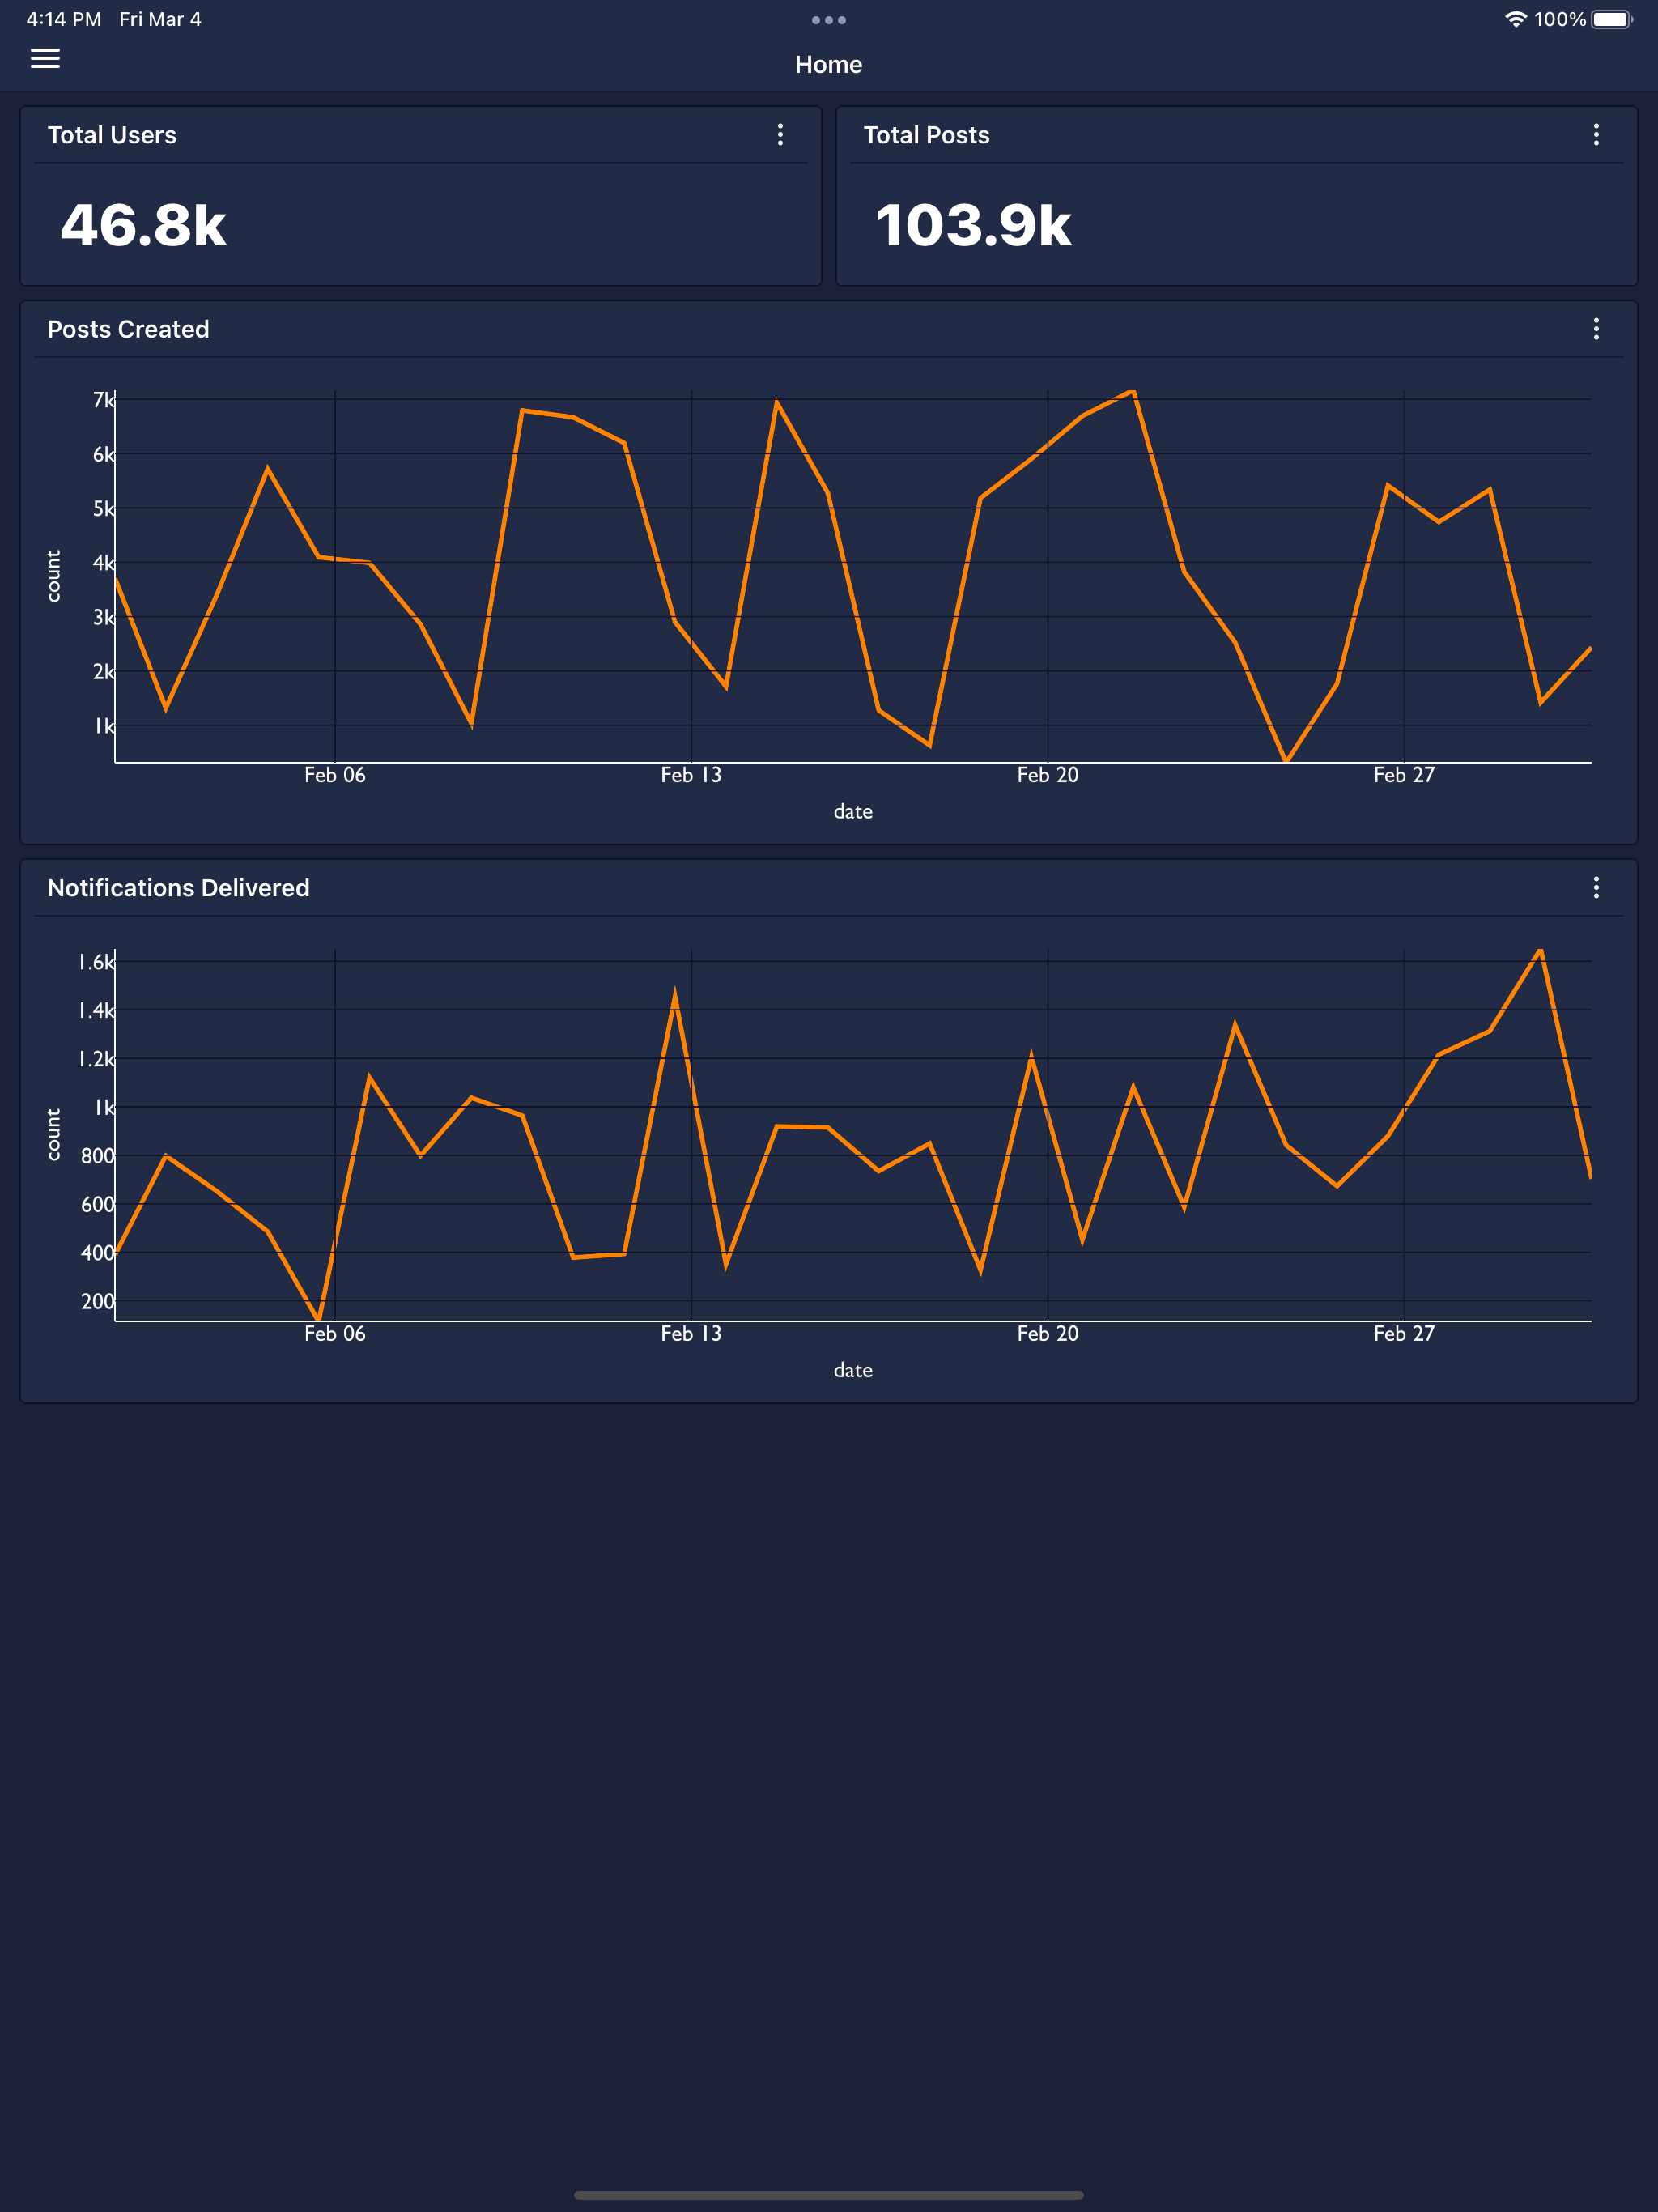 4:14 PM Fri Mar 4
100%
Home
Total Users
46.8k
Total Posts
103.9k
Posts Created
7k
6k
5k
4k
3k
2k
1k
count
Feb 06 Feb 13 Feb 20 Feb 27
date
Notifications Delivered
1.6k
1.4k
1.2k
1k
800
600
400
200
count
Feb 06 Feb 13 Feb 20 Feb 27
date